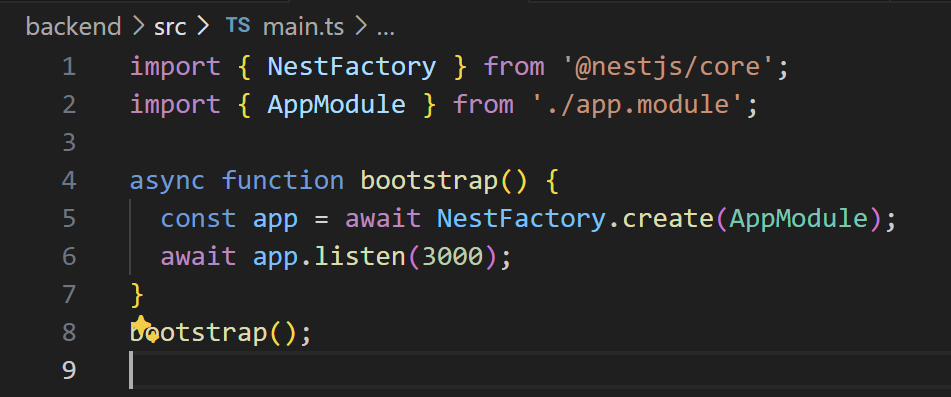 backend > src > TS main.ts > ...
1 import { NestFactory } from '@nestjs/core';
2 import { AppModule } from './app.module';
3
4 async function bootstrap() {
5   const app = await NestFactory.create(AppModule);
6   await app.listen(3000);
7 }
8 bootstrap();
9